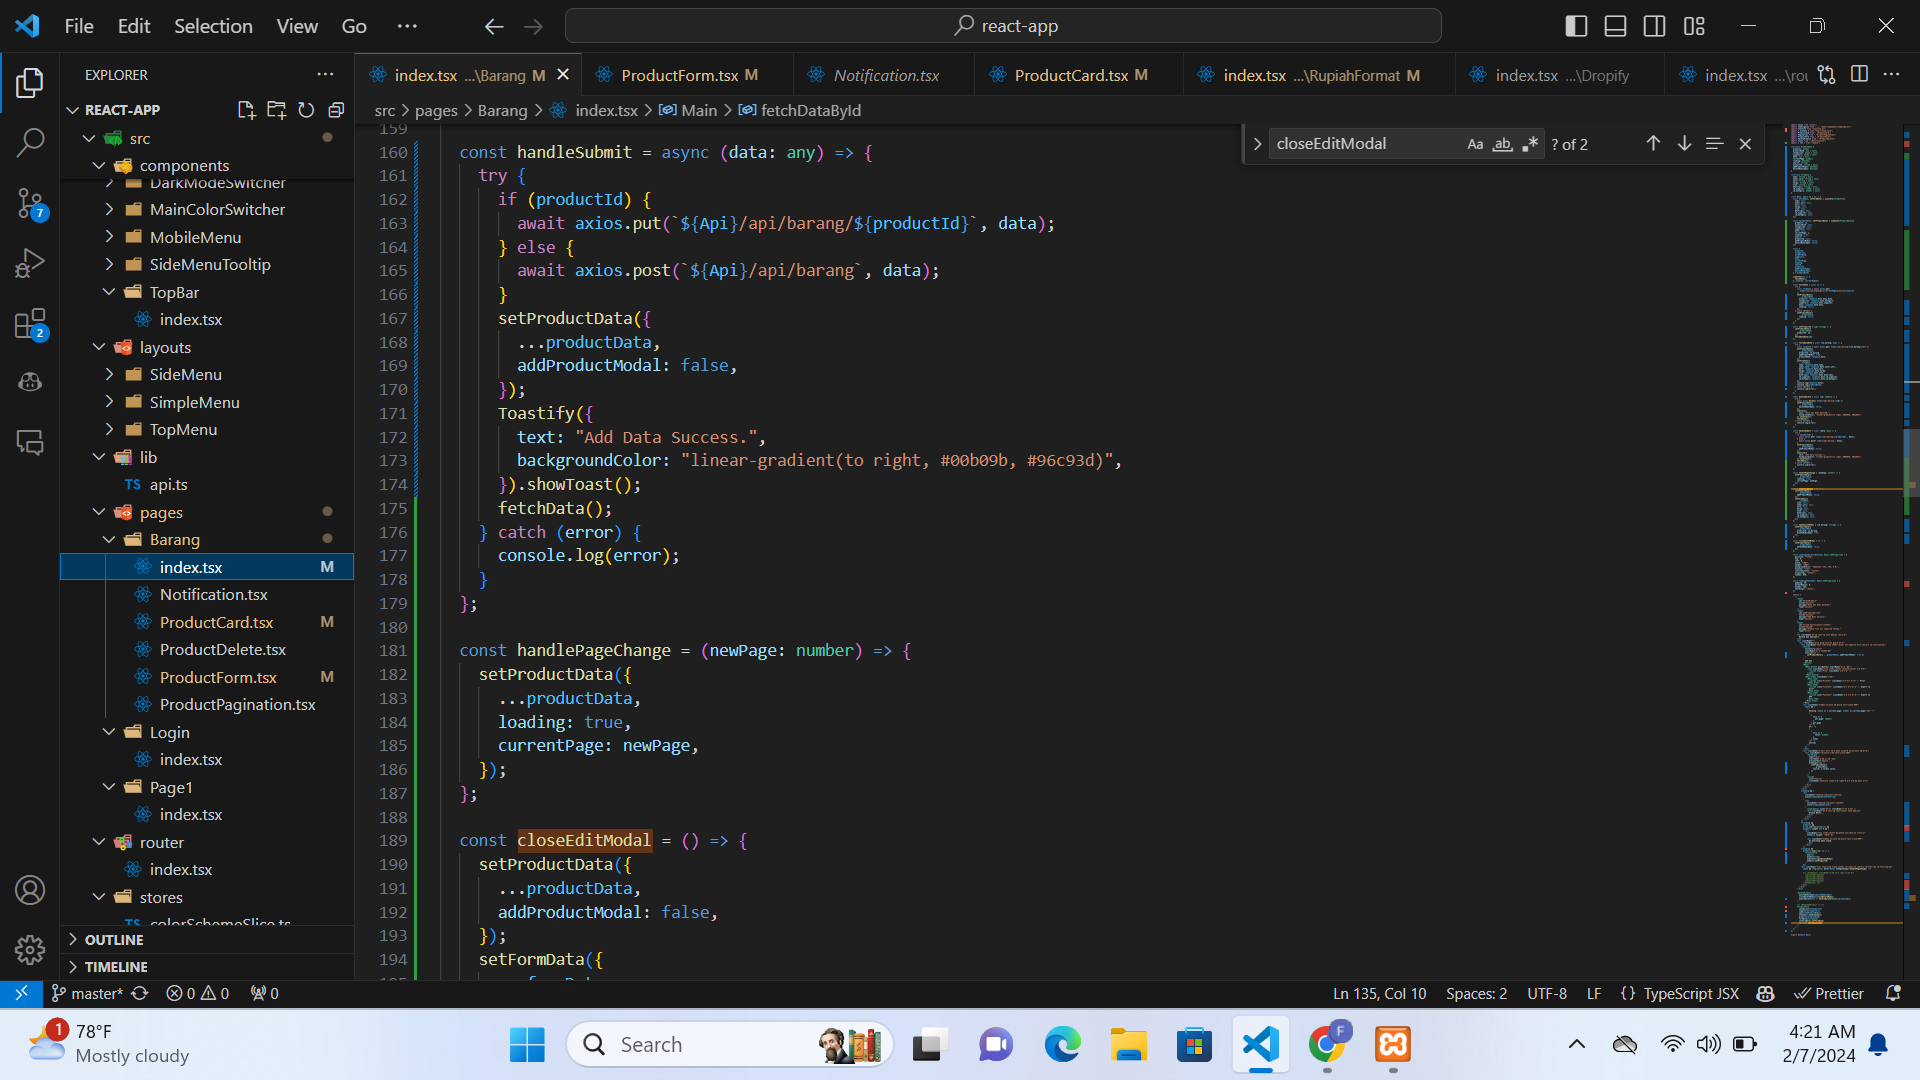 File Edit Selection View Go ···
react-app
EXPLORER
index.tsx ...\Barang M
ProductForm.tsx M
Notification.tsx
ProductCard.tsx M
index.tsx ...\RupiahFormat M
index.tsx ...\Dropify
index.tsx ...\rou
REACT-APP
src > pages > Barang > index.tsx > Main > fetchDataById
closeEditModal
Aa ab
? of 2
src
components
DarkModeSwitcher
MainColorSwitcher
MobileMenu
SideMenuTooltip
TopBar
index.tsx
layouts
SideMenu
SimpleMenu
TopMenu
lib
TS api.ts
pages
Barang
index.tsx M
Notification.tsx
ProductCard.tsx M
ProductDelete.tsx
ProductForm.tsx M
ProductPagination.tsx
Login
index.tsx
Page1
index.tsx
router
index.tsx
stores
TS colorSchemeSlice.ts
OUTLINE
TIMELINE
7
2
159
160 const handleSubmit = async (data: any) => {
161 try {
162 if (productId) {
163 await axios.put(`${Api}/api/barang/${productId}`, data);
164 } else {
165 await axios.post(`${Api}/api/barang`, data);
166 }
167 setProductData({
168 ...productData,
169 addProductModal: false,
170 });
171 Toastify({
172 text: "Add Data Success.",
173 backgroundColor: "linear-gradient(to right, #00b09b, #96c93d)",
174 }).showToast();
175 fetchData();
176 } catch (error) {
177 console.log(error);
178 }
179 };
180
181 const handlePageChange = (newPage: number) => {
182 setProductData({
183 ...productData,
184 loading: true,
185 currentPage: newPage,
186 });
187 };
188
189 const closeEditModal = () => {
190 setProductData({
191 ...productData,
192 addProductModal: false,
193 });
194 setFormData({
master* 0 0 0
Ln 135, Col 10 Spaces: 2 UTF-8 LF {} TypeScript JSX Prettier
1
78°F
Mostly cloudy
Search
F
4:21 AM
2/7/2024